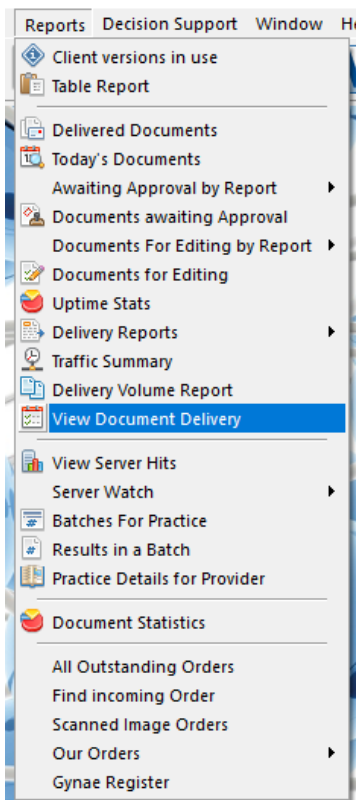 Reports Decision Support Window
Client versions in use
Table Report
Delivered Documents
Today's Documents
Awaiting Approval by Report
Documents awaiting Approval
Documents For Editing by Report
Documents for Editing
Uptime Stats
Delivery Reports
Traffic Summary
Delivery Volume Report
View Document Delivery
View Server Hits
Server Watch
Batches For Practice
Results in a Batch
Practice Details for Provider
Document Statistics
All Outstanding Orders
Find incoming Order
Scanned Image Orders
Our Orders
Gynae Register